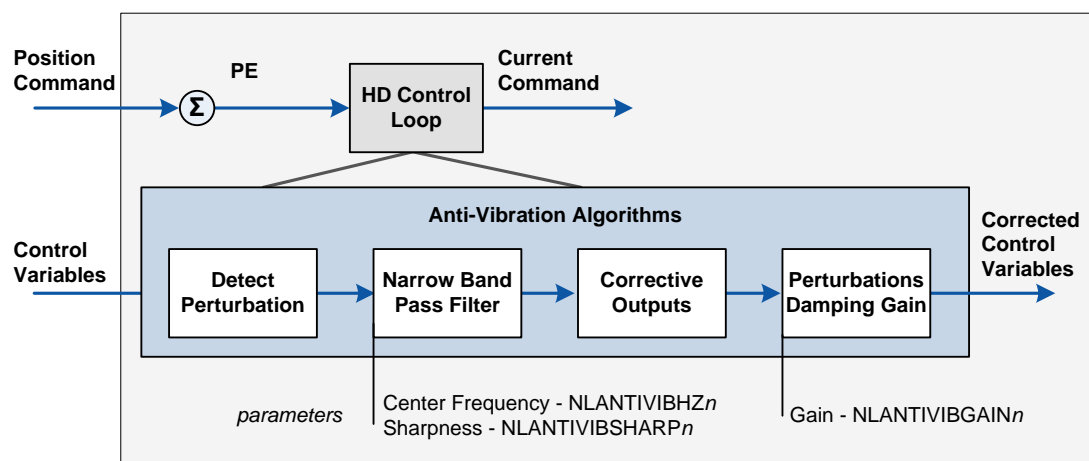 Position
Command
PE
Σ
HD Control
Loop
Current
Command
Anti-Vibration Algorithms
Control
Variables
Detect
Perturbation
Narrow Band
Pass Filter
Corrective
Outputs
Perturbations
Damping Gain
Corrected
Control
Variables
parameters
Center Frequency - NLANTIVIBHZn
Sharpness - NLANTIVIBSHARPn
Gain - NLANTIVIBGAINn